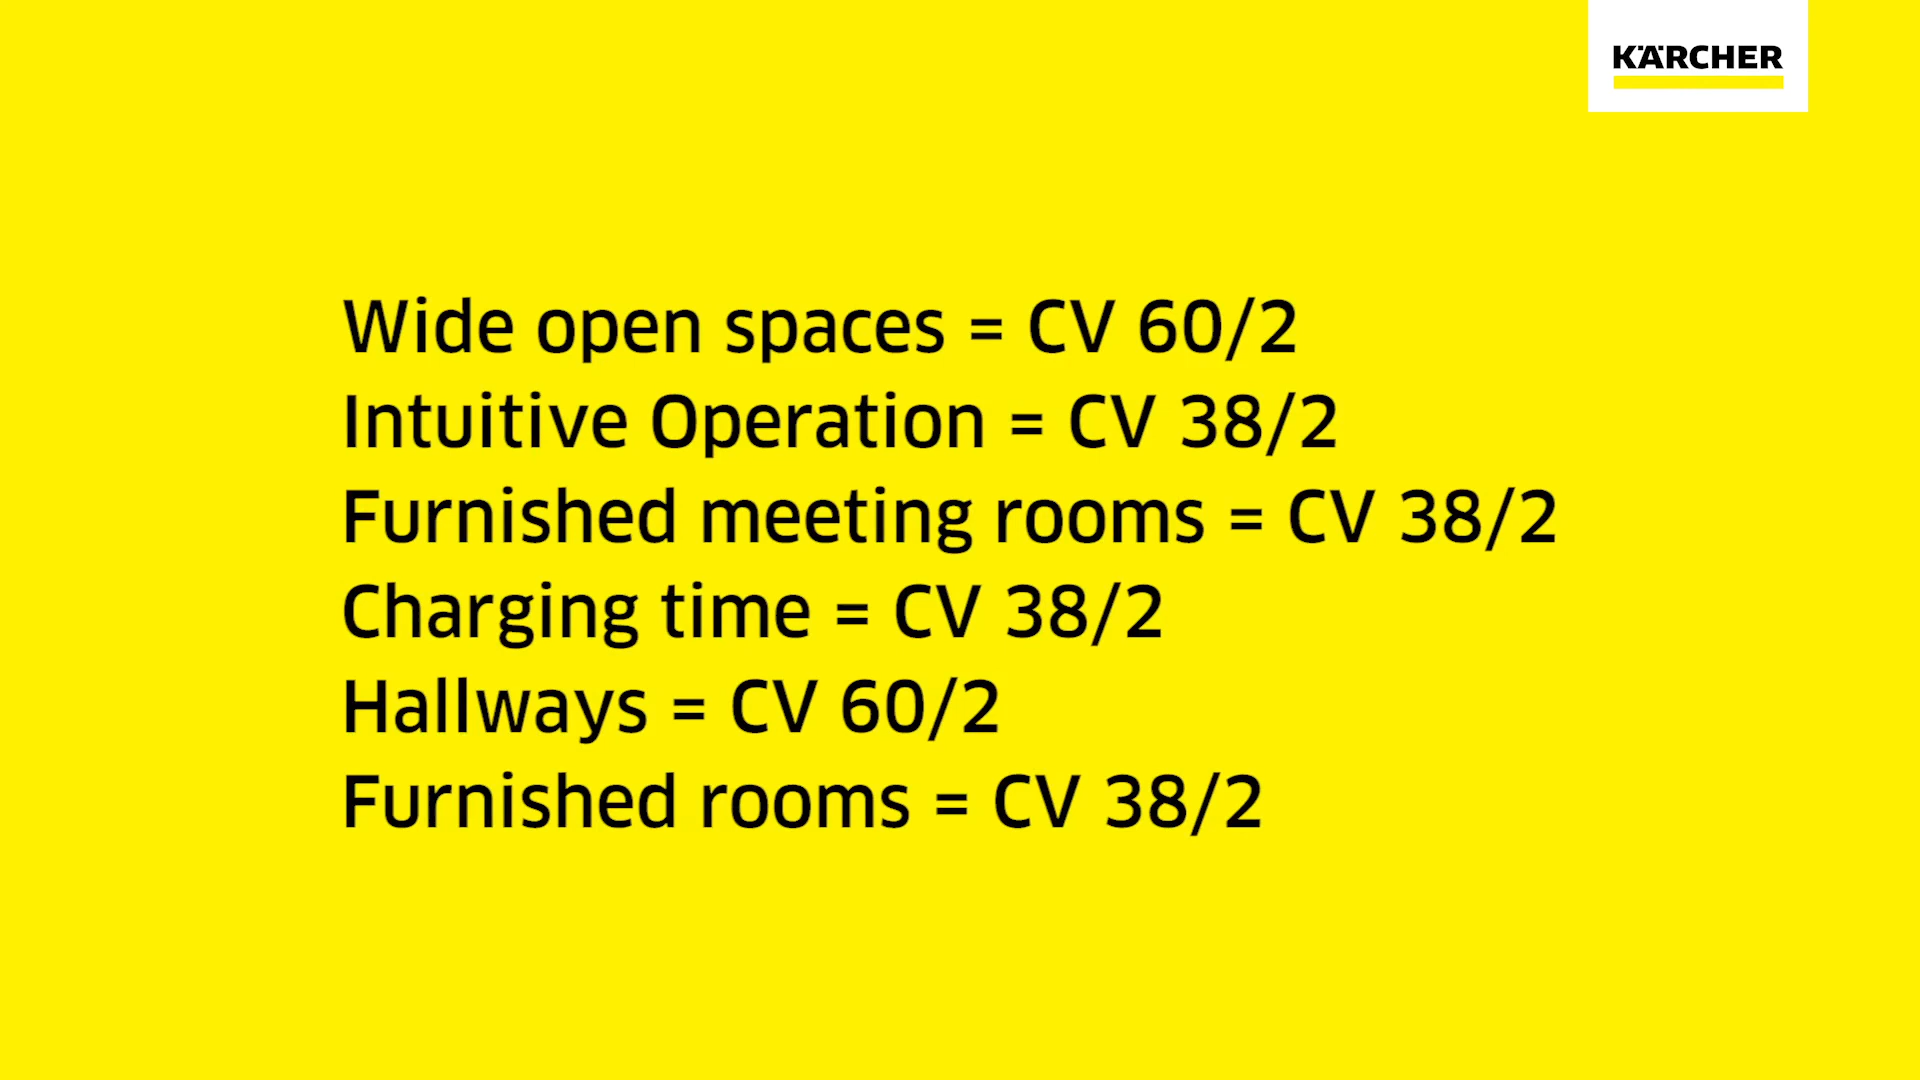 KÄRCHER
Wide open spaces = CV 60/2
Intuitive Operation = CV 38/2
Furnished meeting rooms = CV 38/2
Charging time = CV 38/2
Hallways = CV 60/2
Furnished rooms = CV 38/2